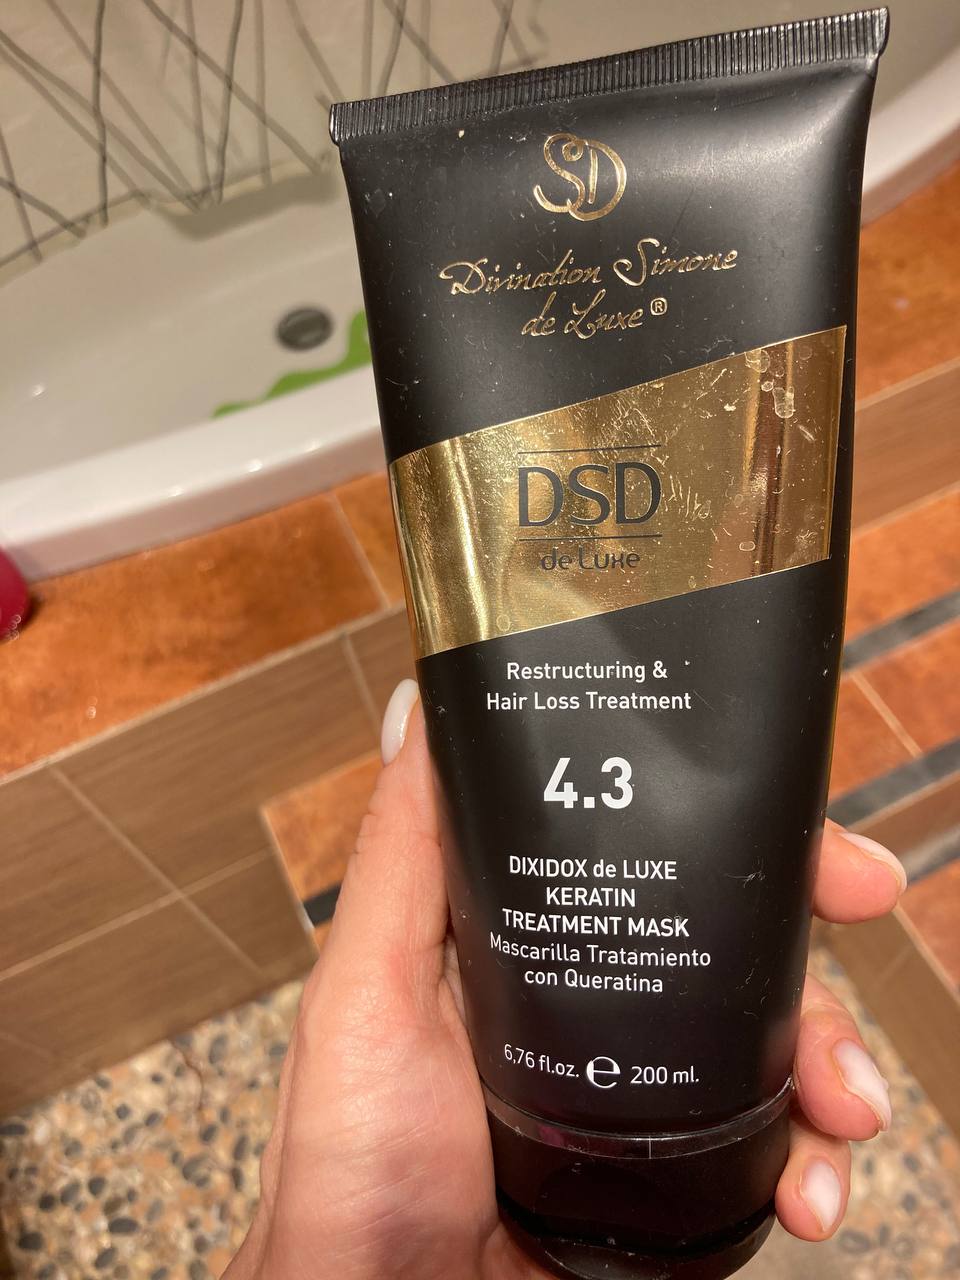 SD
Divination Simone
de Luxe®
DSD
de Luxe
Restructuring &
Hair Loss Treatment
4.3
DIXIDOX de LUXE
KERATIN
TREATMENT MASK
Mascarilla Tratamiento
con Queratina
6,76 fl.oz. ℮ 200 ml.